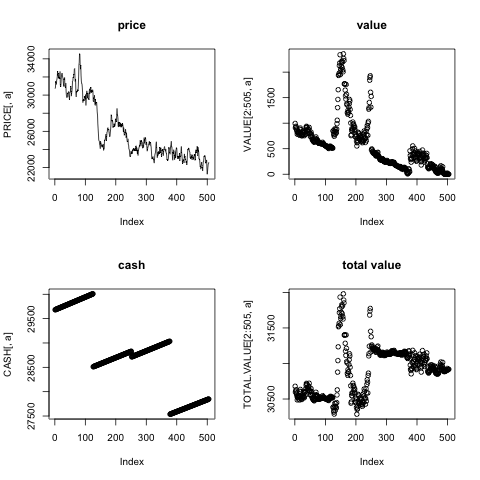 price
value
PRICE[, a]
34000
30000
26000
22000
0 100 200 300 400 500
Index
VALUE[2:505, a]
1500
500
0
0 100 200 300 400 500
Index
cash
total value
CASH[, a]
29500
28500
27500
0 100 200 300 400 500
Index
TOTAL.VALUE[2:505, a]
31500
30500
0 100 200 300 400 500
Index